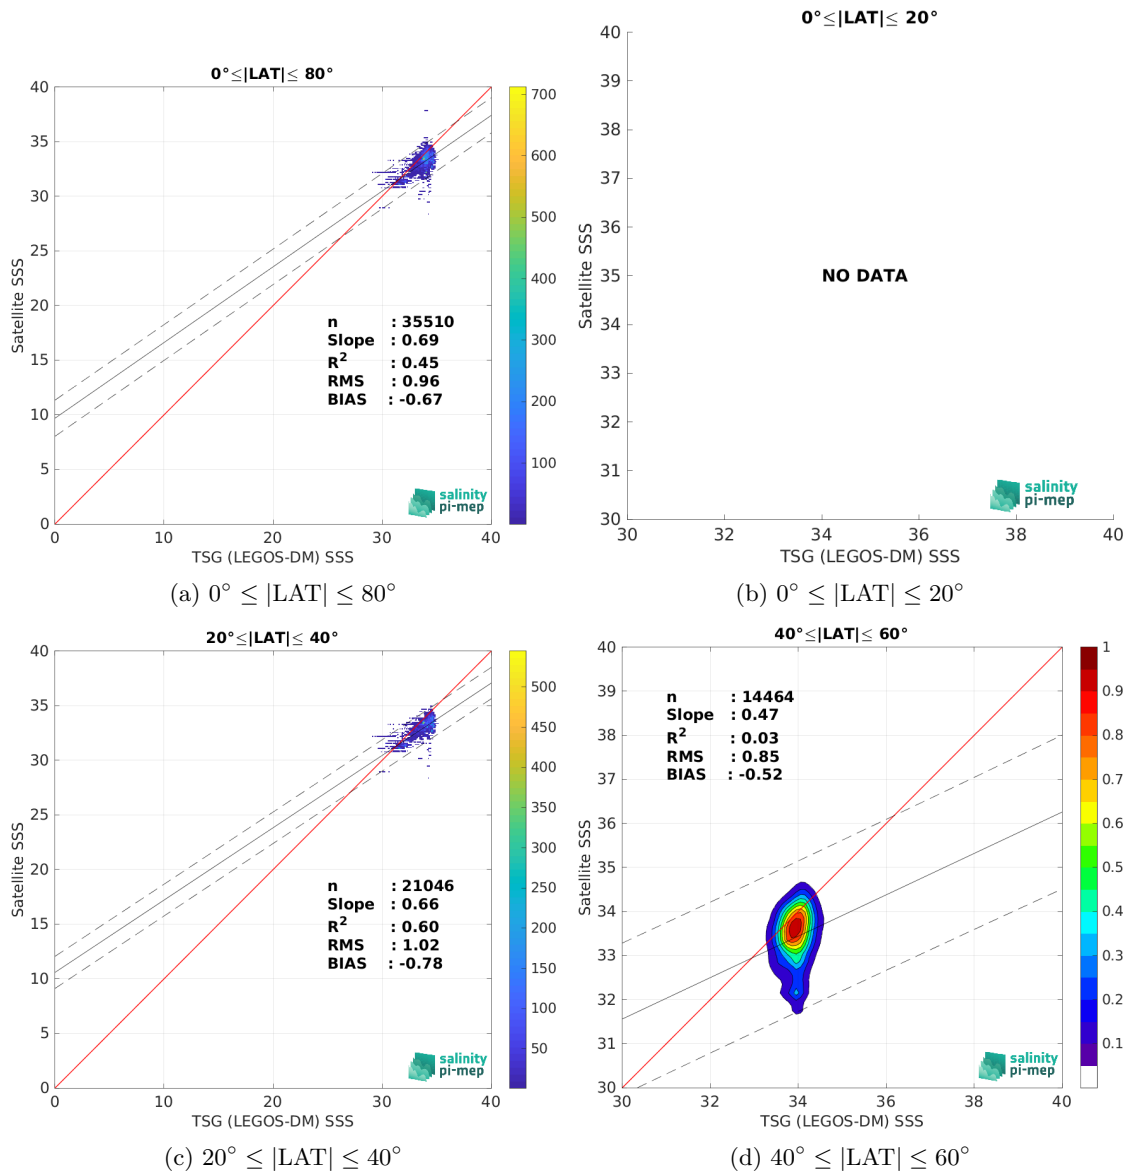 0°≤|LAT|≤ 80°
40
35
30
25
20
15
10
5
0
Satellite SSS
n : 35510
Slope : 0.69
R² : 0.45
RMS : 0.96
BIAS : -0.67
salinity
pi-mep
0 10 20 30 40
TSG (LEGOS-DM) SSS
700
600
500
400
300
200
100
(a) 0° ≤ |LAT| ≤ 80°
0°≤|LAT|≤ 20°
40
39
38
37
36
35
34
33
32
31
30
Satellite SSS
NO DATA
salinity
pi-mep
30 32 34 36 38 40
TSG (LEGOS-DM) SSS
(b) 0° ≤ |LAT| ≤ 20°
20°≤|LAT|≤ 40°
40
35
30
25
20
15
10
5
0
Satellite SSS
n : 21046
Slope : 0.66
R² : 0.60
RMS : 1.02
BIAS : -0.78
salinity
pi-mep
0 10 20 30 40
TSG (LEGOS-DM) SSS
500
450
400
350
300
250
200
150
100
50
(c) 20° ≤ |LAT| ≤ 40°
40°≤|LAT|≤ 60°
40
39
38
37
36
35
34
33
32
31
30
Satellite SSS
n : 14464
Slope : 0.47
R² : 0.03
RMS : 0.85
BIAS : -0.52
salinity
pi-mep
30 32 34 36 38 40
TSG (LEGOS-DM) SSS
1
0.9
0.8
0.7
0.6
0.5
0.4
0.3
0.2
0.1
(d) 40° ≤ |LAT| ≤ 60°